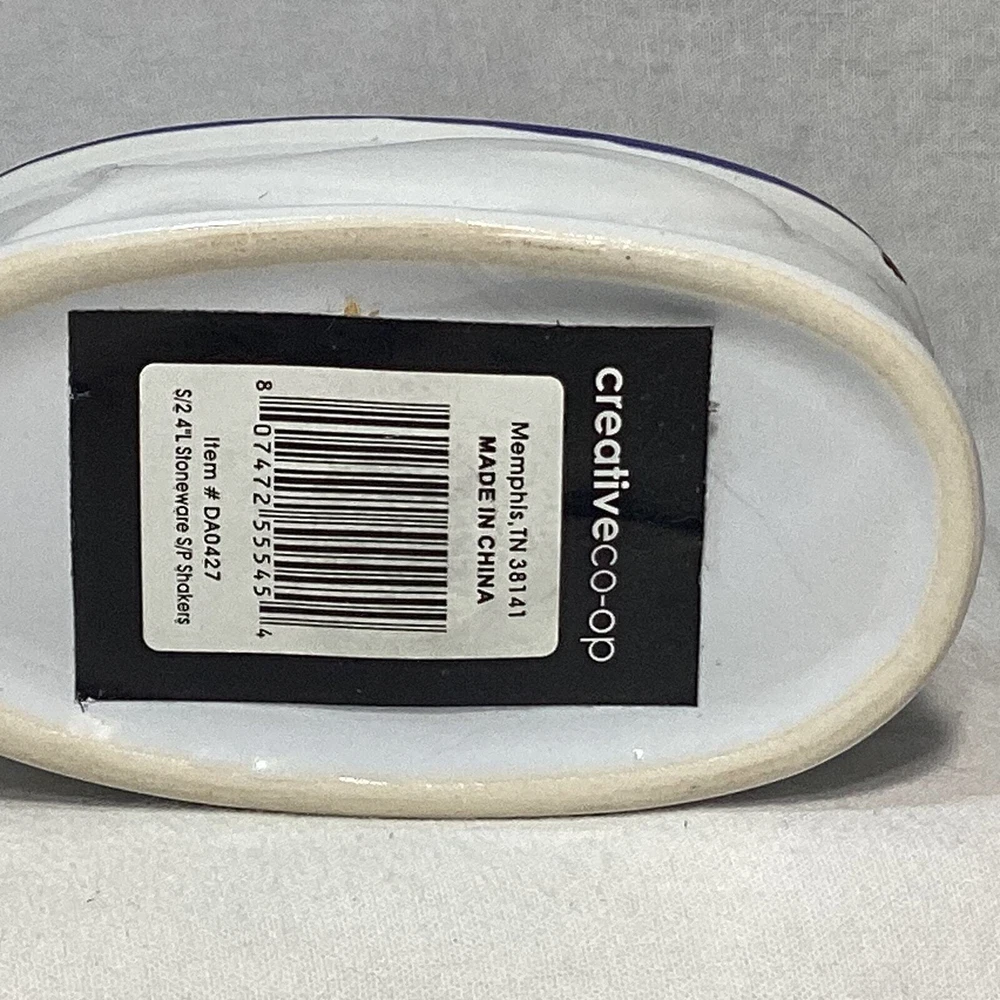 creativeco-op
Memphis, TN 38141
MADE IN CHINA
8 07472 55545 4
Item # DA0427
S/2 4"L Stoneware S/P Shakers